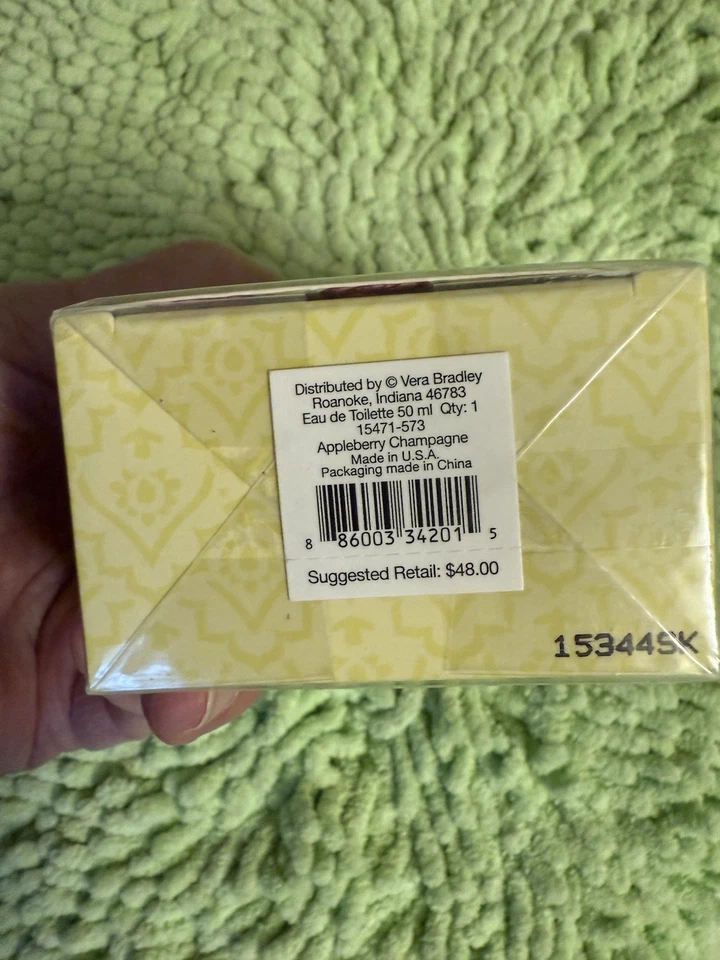 Distributed by © Vera Bradley
Roanoke, Indiana 46783
Eau de Toilette 50 ml Qty: 1
15471-573
Appleberry Champagne
Made in U.S.A.
Packaging made in China
8 86003 34201 5
Suggested Retail: $48.00
15344SK